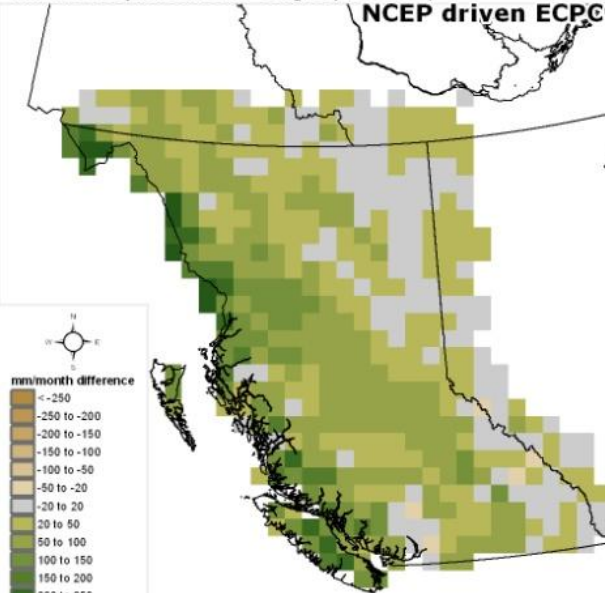 NCEP driven ECPC
N
W E
S
mm/month difference
< -250
-250 to -200
-200 to -150
-150 to -100
-100 to -50
-50 to -20
-20 to 20
20 to 50
50 to 100
100 to 150
150 to 200